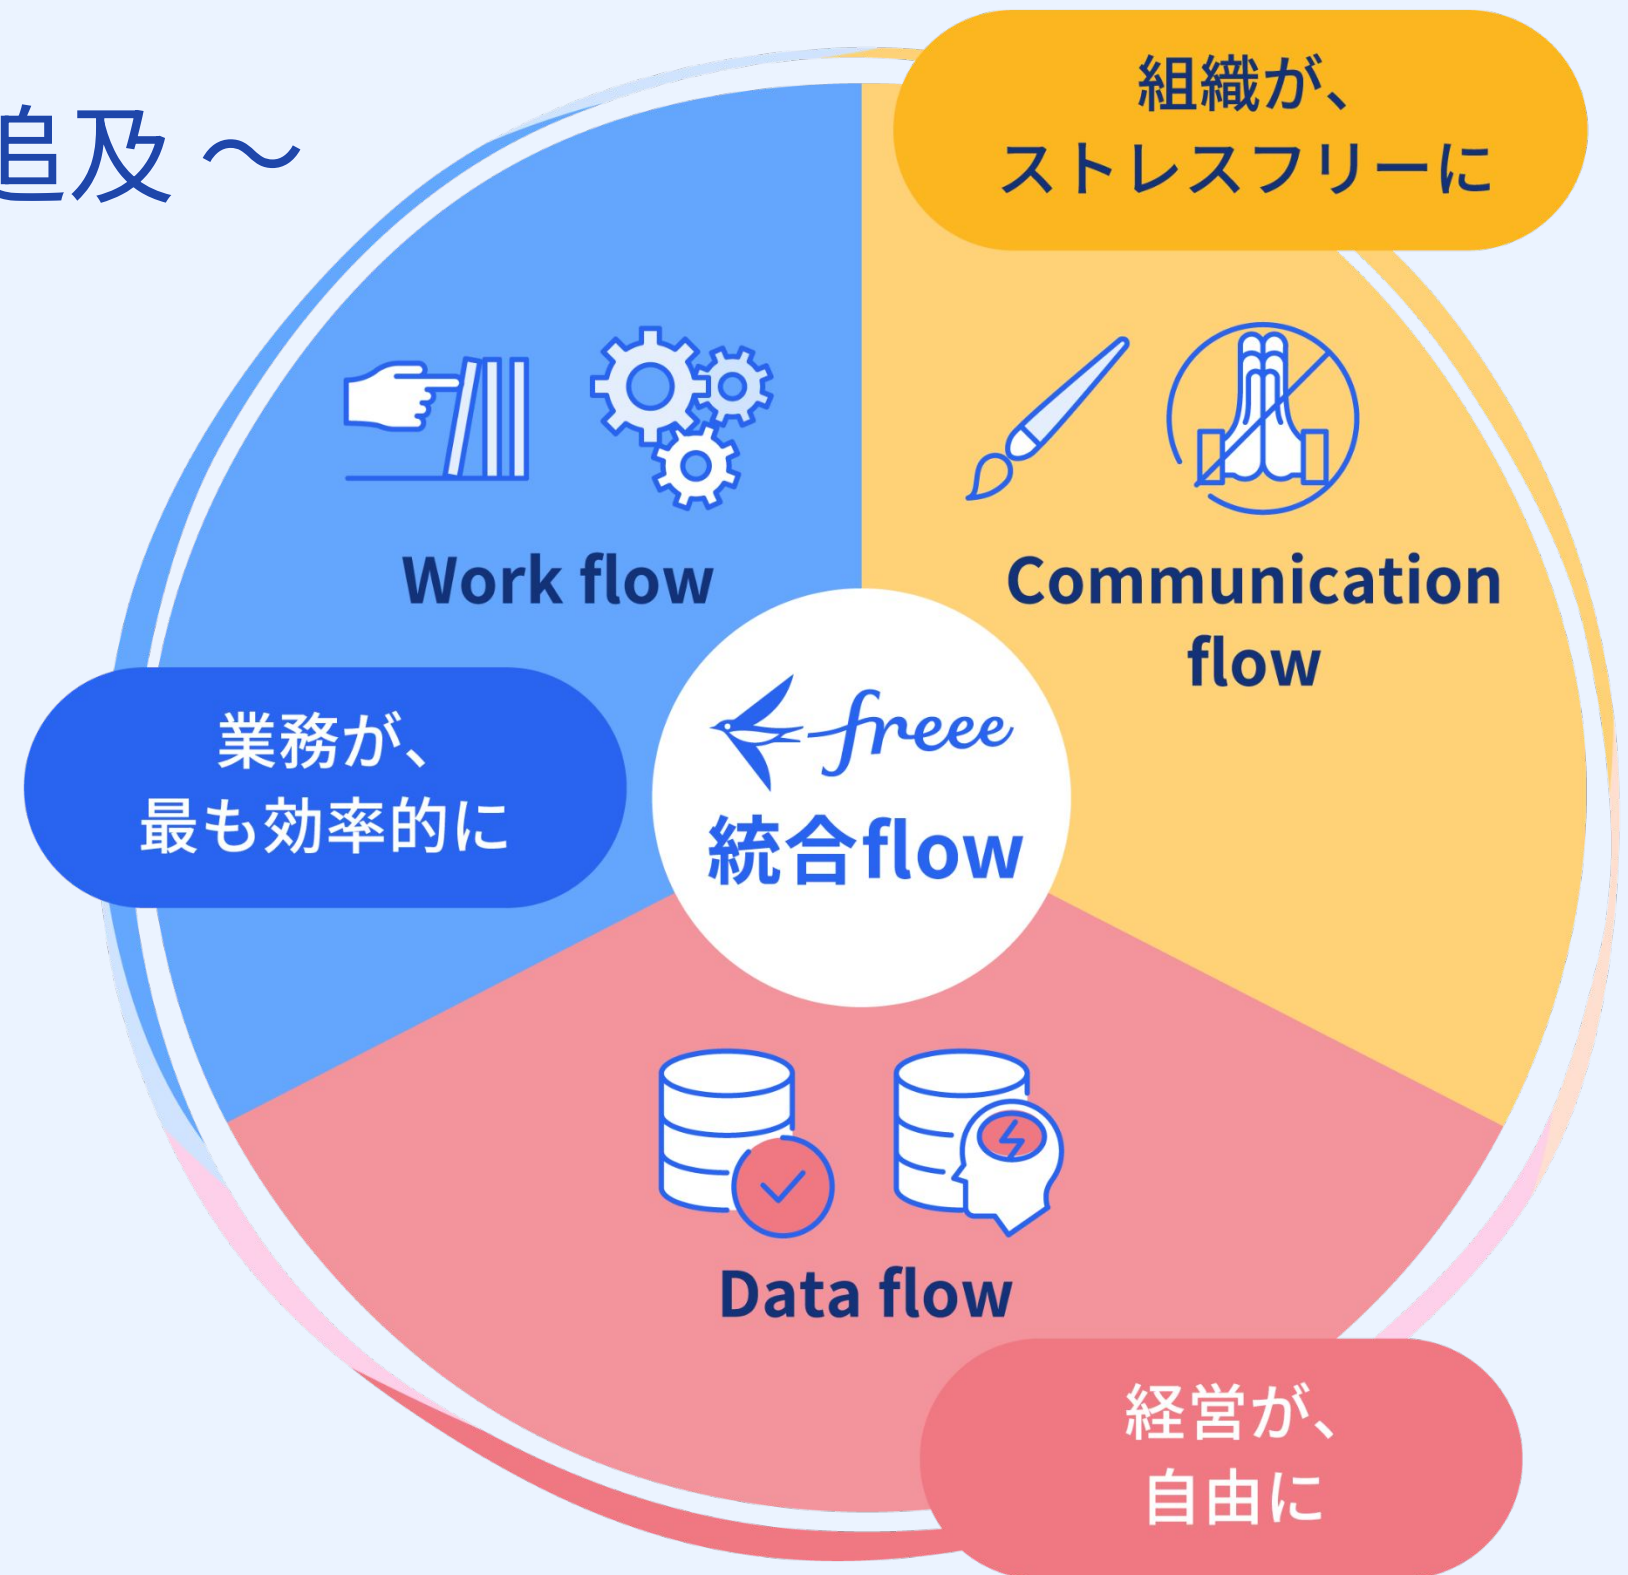 追及 ～
組織が、
ストレスフリーに
Work flow
Communication
flow
業務が、
最も効率的に
freee
統合flow
Data flow
経営が、
自由に